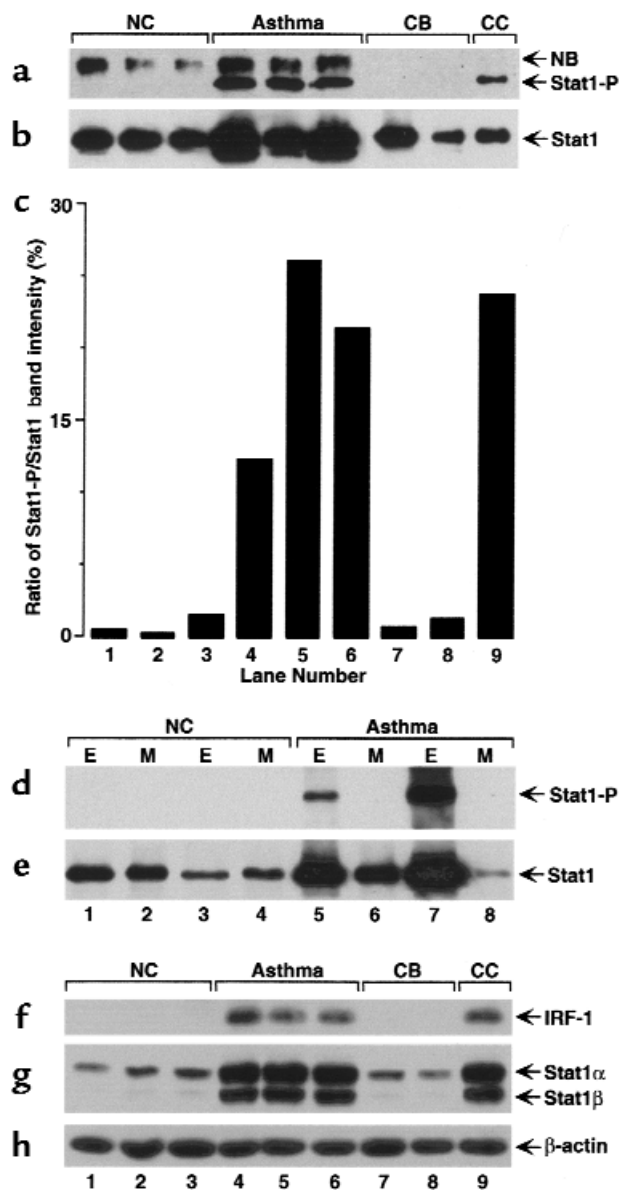 NC Asthma CB CC
a NB
Stat1-P
b Stat1
c
Ratio of Stat1-P/Stat1 band intensity (%)
30
15
0
1 2 3 4 5 6 7 8 9
Lane Number
NC Asthma
E M E M E M E M
d Stat1-P
e Stat1
1 2 3 4 5 6 7 8
NC Asthma CB CC
f IRF-1
g Stat1α
Stat1β
h β-actin
1 2 3 4 5 6 7 8 9